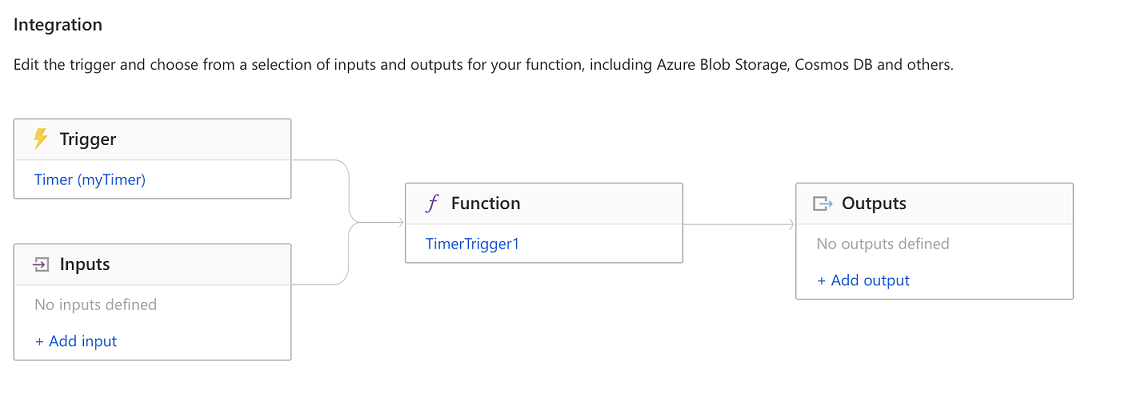 Integration
Edit the trigger and choose from a selection of inputs and outputs for your function, including Azure Blob Storage, Cosmos DB and others.
Trigger
Timer (myTimer)
Inputs
No inputs defined
+ Add input
Function
TimerTrigger1
Outputs
No outputs defined
+ Add output